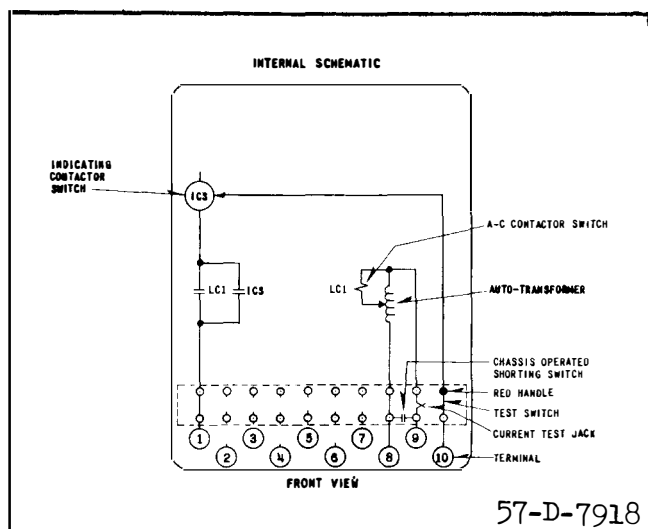 INTERNAL SCHEMATIC
INDICATING
CONTACTOR
SWITCH
ICS
A-C CONTACTOR SWITCH
LC1
ICS
LC1
AUTO-TRANSFORMER
CHASSIS OPERATED
SHORTING SWITCH
RED HANDLE
TEST SWITCH
CURRENT TEST JACK
1
3
5
7
9
2
4
6
8
10
TERMINAL
FRONT VIEW
57-D-7918